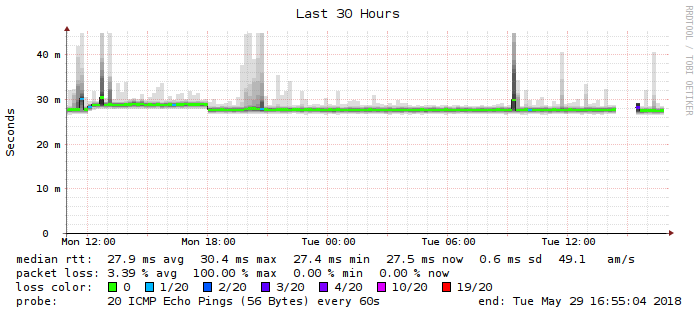 Last 30 Hours
RRDTOOL / TOBI OETIKER
Seconds
40 m
30 m
20 m
10 m
0
Mon 12:00 Mon 18:00 Tue 00:00 Tue 06:00 Tue 12:00
median rtt: 27.9 ms avg 30.4 ms max 27.4 ms min 27.5 ms now 0.6 ms sd 49.1 am/s
packet loss: 3.39 % avg 100.00 % max 0.00 % min 0.00 % now
loss color: 0 1/20 2/20 3/20 4/20 10/20 19/20
probe: 20 ICMP Echo Pings (56 Bytes) every 60s end: Tue May 29 16:55:04 2018